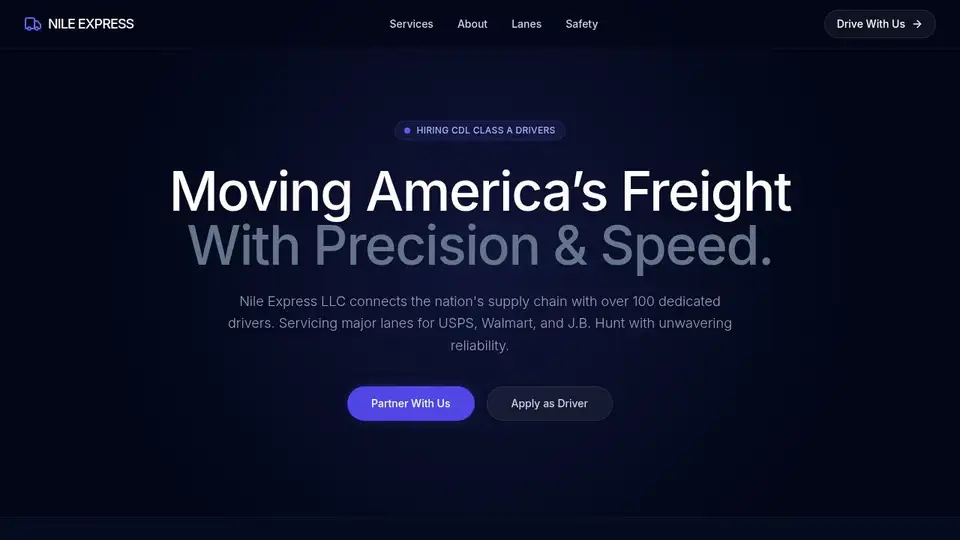 NILE EXPRESS
Services
About
Lanes
Safety
Drive With Us
HIRING CDL CLASS A DRIVERS
Moving America’s Freight
With Precision & Speed.
Nile Express LLC connects the nation's supply chain with over 100 dedicated
drivers. Servicing major lanes for USPS, Walmart, and J.B. Hunt with unwavering
reliability.
Partner With Us
Apply as Driver